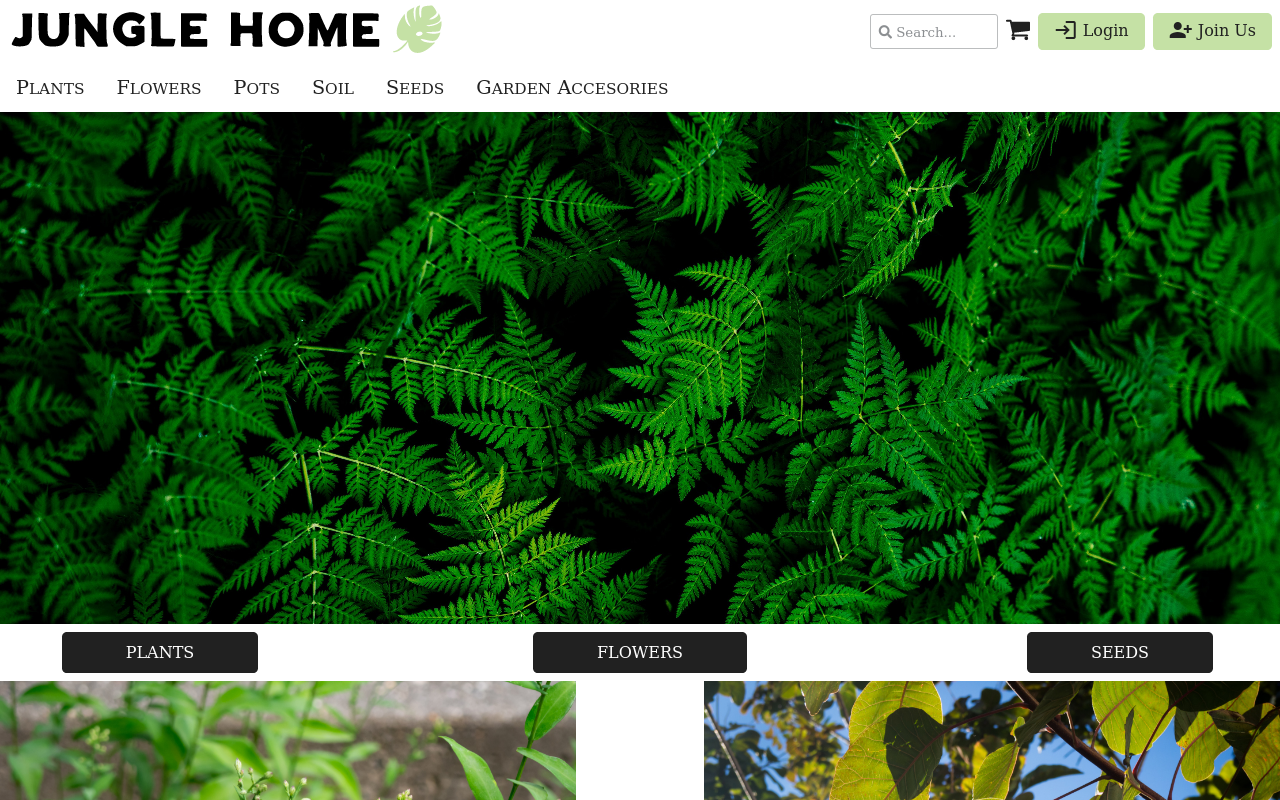 JUNGLE HOME
Search...
Login
Join Us
PLANTS
FLOWERS
POTS
SOIL
SEEDS
GARDEN ACCESORIES
PLANTS
FLOWERS
SEEDS